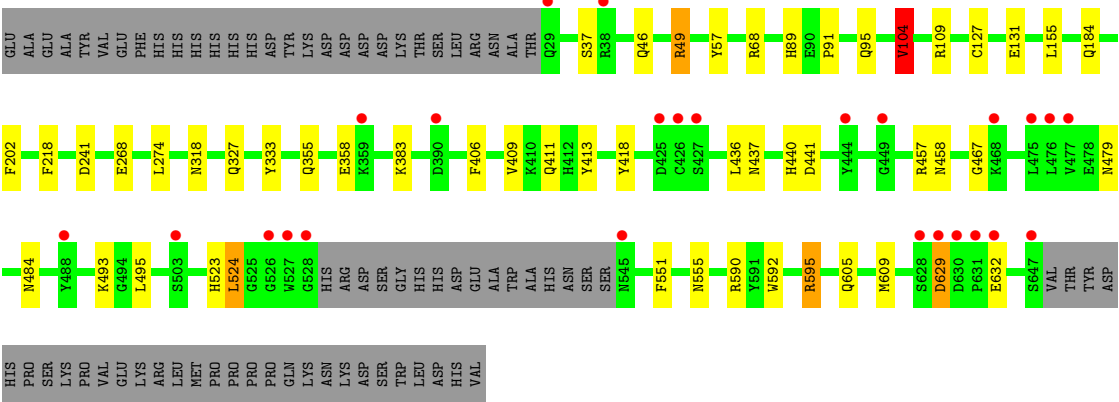 GLU ALA GLU GLU ALA TYR VAL GLU PHE HIS HIS HIS HIS HIS HIS ASP TYR LYS ASP ASP ASP ASP LYS THR SER LEU ARG ASN ALA THR Q29 S37 R38 Q46 R49 Y57 R68 H89 E90 P91 Q95 V104 R109 C127 E131 L155 Q184
F202 F218 D241 E268 L274 N318 Q327 Y333 Q355 E358 K359 K383 D390 F406 V409 K410 Q411 H412 Y413 Y418 D425 C426 S427 L436 N437 H440 D441 Y444 G449 R457 N458 G467 K468 L475 L476 V477 E478 N479
N484 Y488 K493 G494 L495 S503 H523 L524 G525 G526 W527 G528 HIS ARG ASP SER GLY HIS HIS ASP GLU ALA TRP ALA HIS ASN SER SER N545 F551 N555 R590 Y591 W592 R595 Q605 M609 S628 D629 D630 P631 E632 S647 VAL THR TYR ASP
HIS PRO SER LYS PRO VAL GLU LYS ARG LEU MET PRO PRO PRO PRO GLN LYS ASN LYS ASP SER TRP LEU ASP HIS VAL